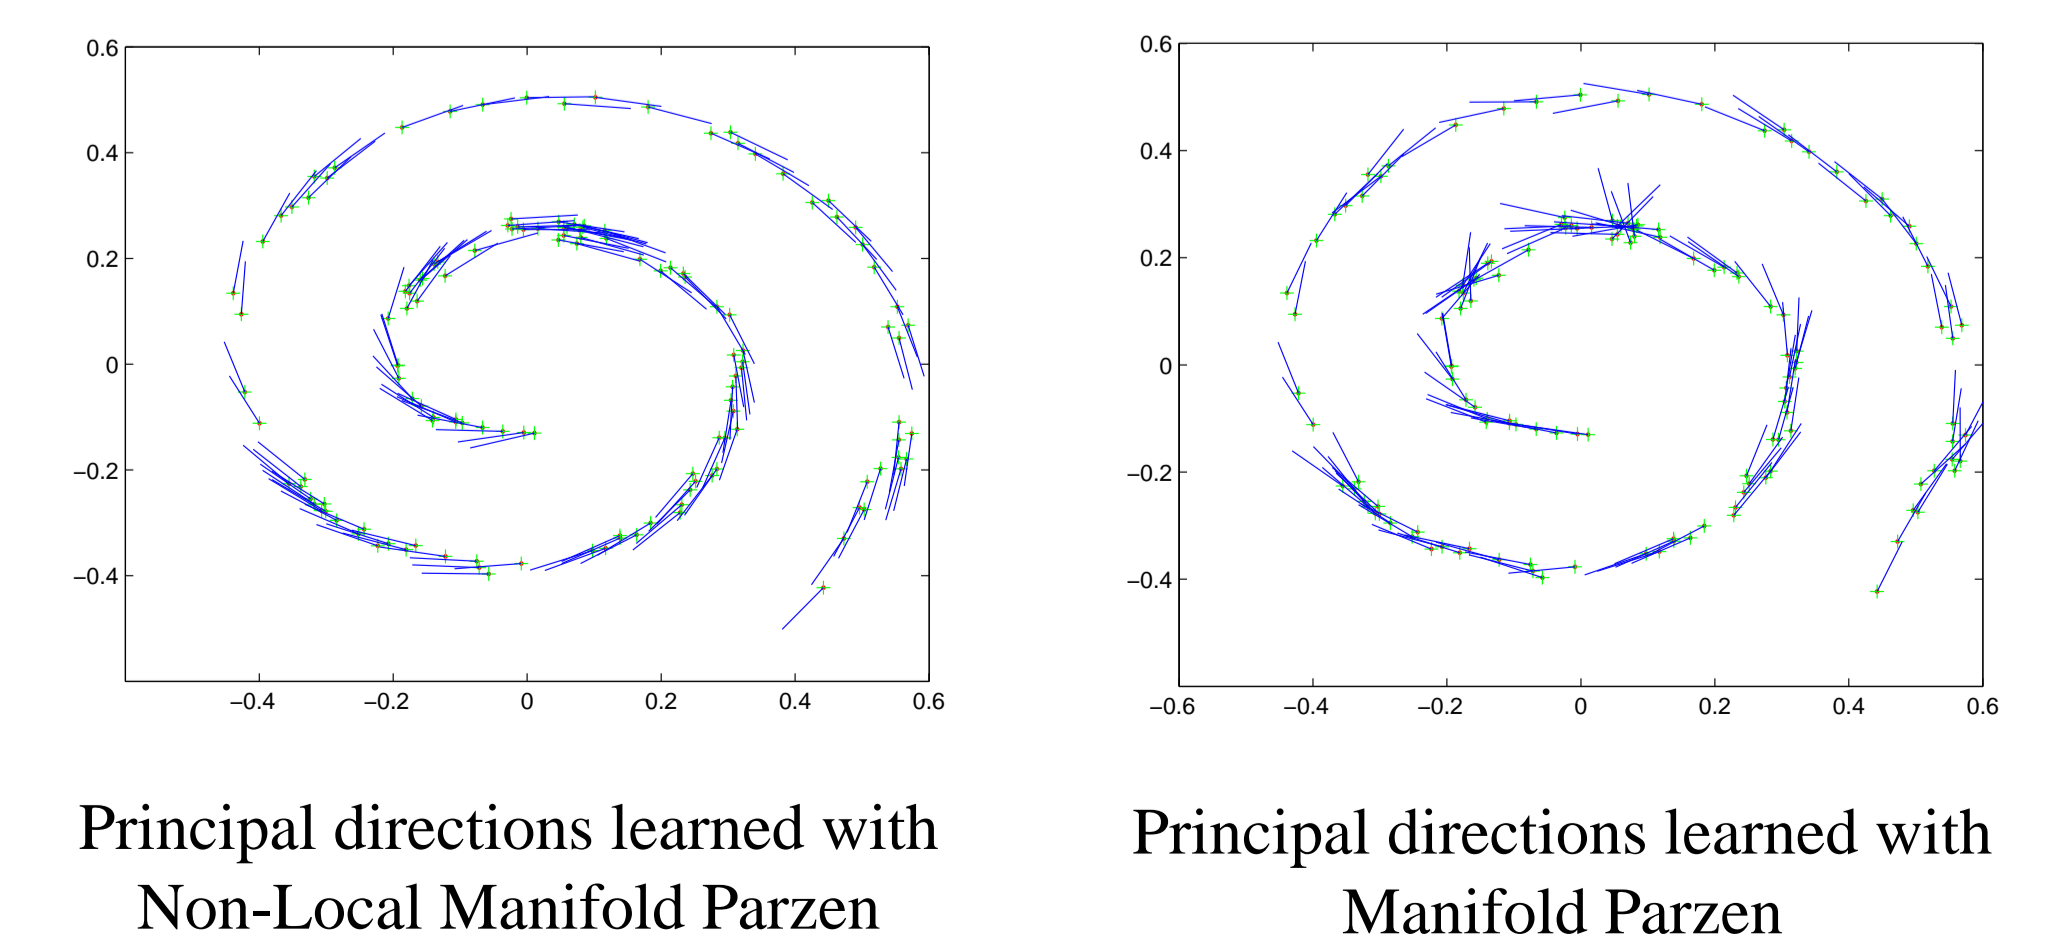 0.6
0.4
0.2
0
−0.2
−0.4
−0.4 −0.2 0 0.2 0.4 0.6
Principal directions learned with
Non-Local Manifold Parzen
0.6
0.4
0.2
0
−0.2
−0.4
−0.6 −0.4 −0.2 0 0.2 0.4 0.6
Principal directions learned with
Manifold Parzen